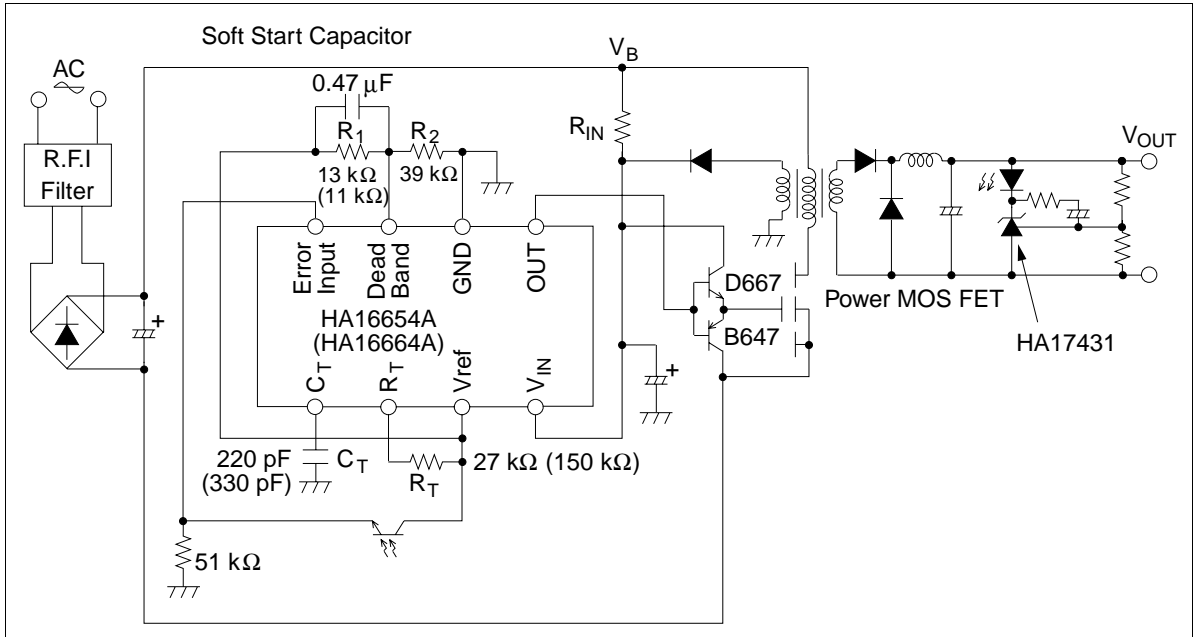 Soft Start Capacitor
AC
R.F.I
Filter
0.47 μF
R1
13 kΩ
(11 kΩ)
R2
39 kΩ
VB
RIN
VOUT
Error
Input
Dead
Band
GND
OUT
HA16654A
(HA16664A)
CT
RT
Vref
VIN
D667
B647
Power MOS FET
HA17431
+
+
220 pF
(330 pF)
CT
RT
27 kΩ (150 kΩ)
51 kΩ